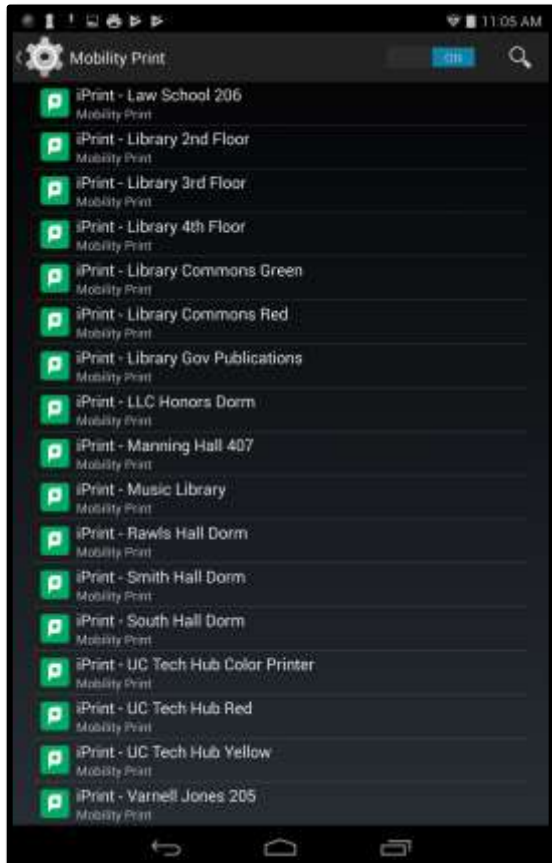 11:05 AM
Mobility Print
ON
iPrint - Law School 206
Mobility Print
iPrint - Library 2nd Floor
Mobility Print
iPrint - Library 3rd Floor
Mobility Print
iPrint - Library 4th Floor
Mobility Print
iPrint - Library Commons Green
Mobility Print
iPrint - Library Commons Red
Mobility Print
iPrint - Library Gov Publications
Mobility Print
iPrint - LLC Honors Dorm
Mobility Print
iPrint - Manning Hall 407
Mobility Print
iPrint - Music Library
Mobility Print
iPrint - Rawls Hall Dorm
Mobility Print
iPrint - Smith Hall Dorm
Mobility Print
iPrint - South Hall Dorm
Mobility Print
iPrint - UC Tech Hub Color Printer
Mobility Print
iPrint - UC Tech Hub Red
Mobility Print
iPrint - UC Tech Hub Yellow
Mobility Print
iPrint - Varnell Jones 205
Mobility Print